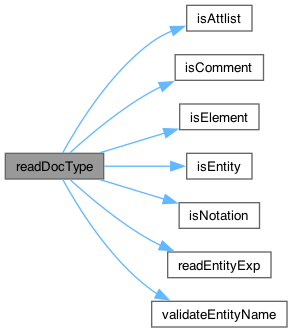 isAttlist
isComment
isElement
readDocType
isEntity
isNotation
readEntityExp
validateEntityName